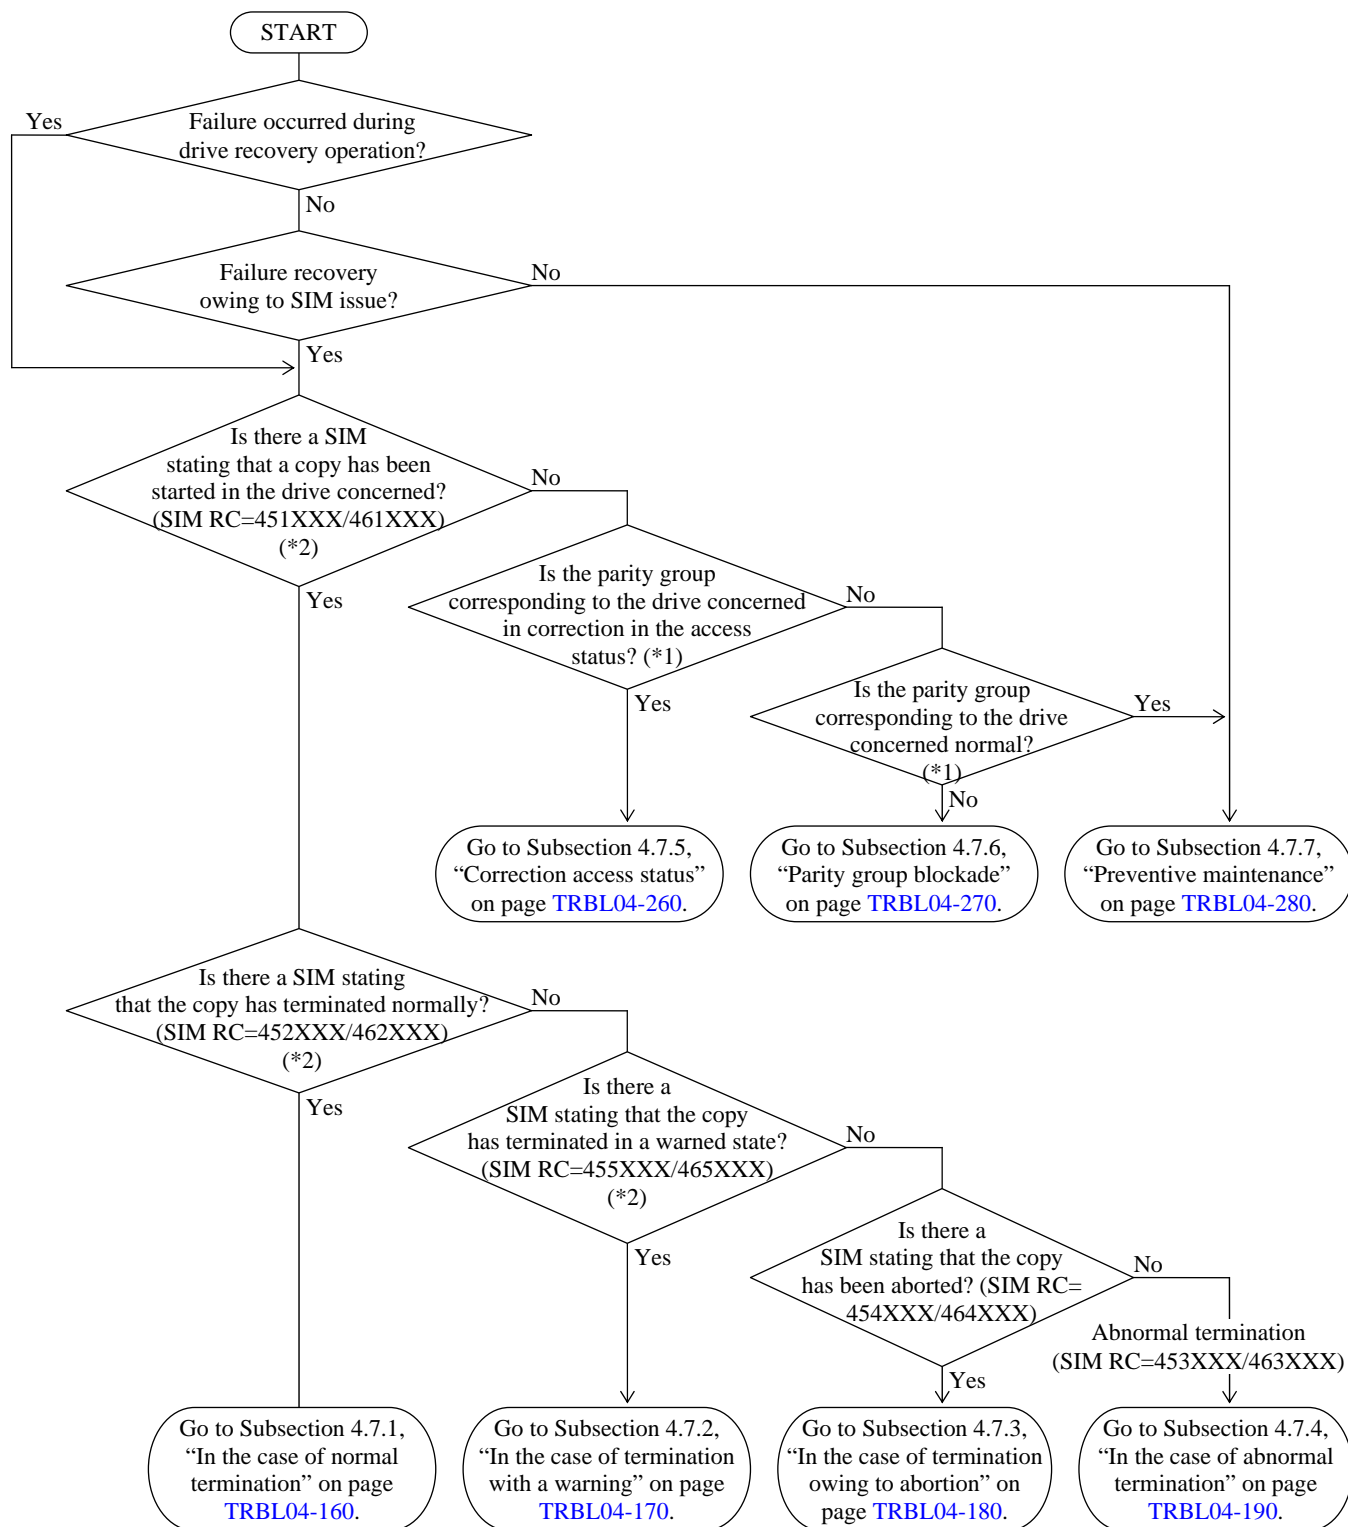 START
Failure occurred during
drive recovery operation?
Yes
No
Failure recovery
owing to SIM issue?
No
Yes
Is there a SIM
stating that a copy has been
started in the drive concerned?
(SIM RC=451XXX/461XXX)
(*2)
No
Yes
Is the parity group
corresponding to the drive concerned
in correction in the access
status? (*1)
No
Yes
Is the parity group
corresponding to the drive
concerned normal?
(*1)
Yes
No
Go to Subsection 4.7.5,
“Correction access status”
on page TRBL04-260.
Go to Subsection 4.7.6,
“Parity group blockade”
on page TRBL04-270.
Go to Subsection 4.7.7,
“Preventive maintenance”
on page TRBL04-280.
Is there a SIM stating
that the copy has terminated normally?
(SIM RC=452XXX/462XXX)
(*2)
No
Yes
Is there a
SIM stating that the copy
has terminated in a warned state?
(SIM RC=455XXX/465XXX)
(*2)
No
Yes
Is there a
SIM stating that the copy
has been aborted? (SIM RC=
454XXX/464XXX)
No
Yes
Abnormal termination
(SIM RC=453XXX/463XXX)
Go to Subsection 4.7.1,
“In the case of normal
termination” on page
TRBL04-160.
Go to Subsection 4.7.2,
“In the case of termination
with a warning” on page
TRBL04-170.
Go to Subsection 4.7.3,
“In the case of termination
owing to abortion” on
page TRBL04-180.
Go to Subsection 4.7.4,
“In the case of abnormal
termination” on page
TRBL04-190.